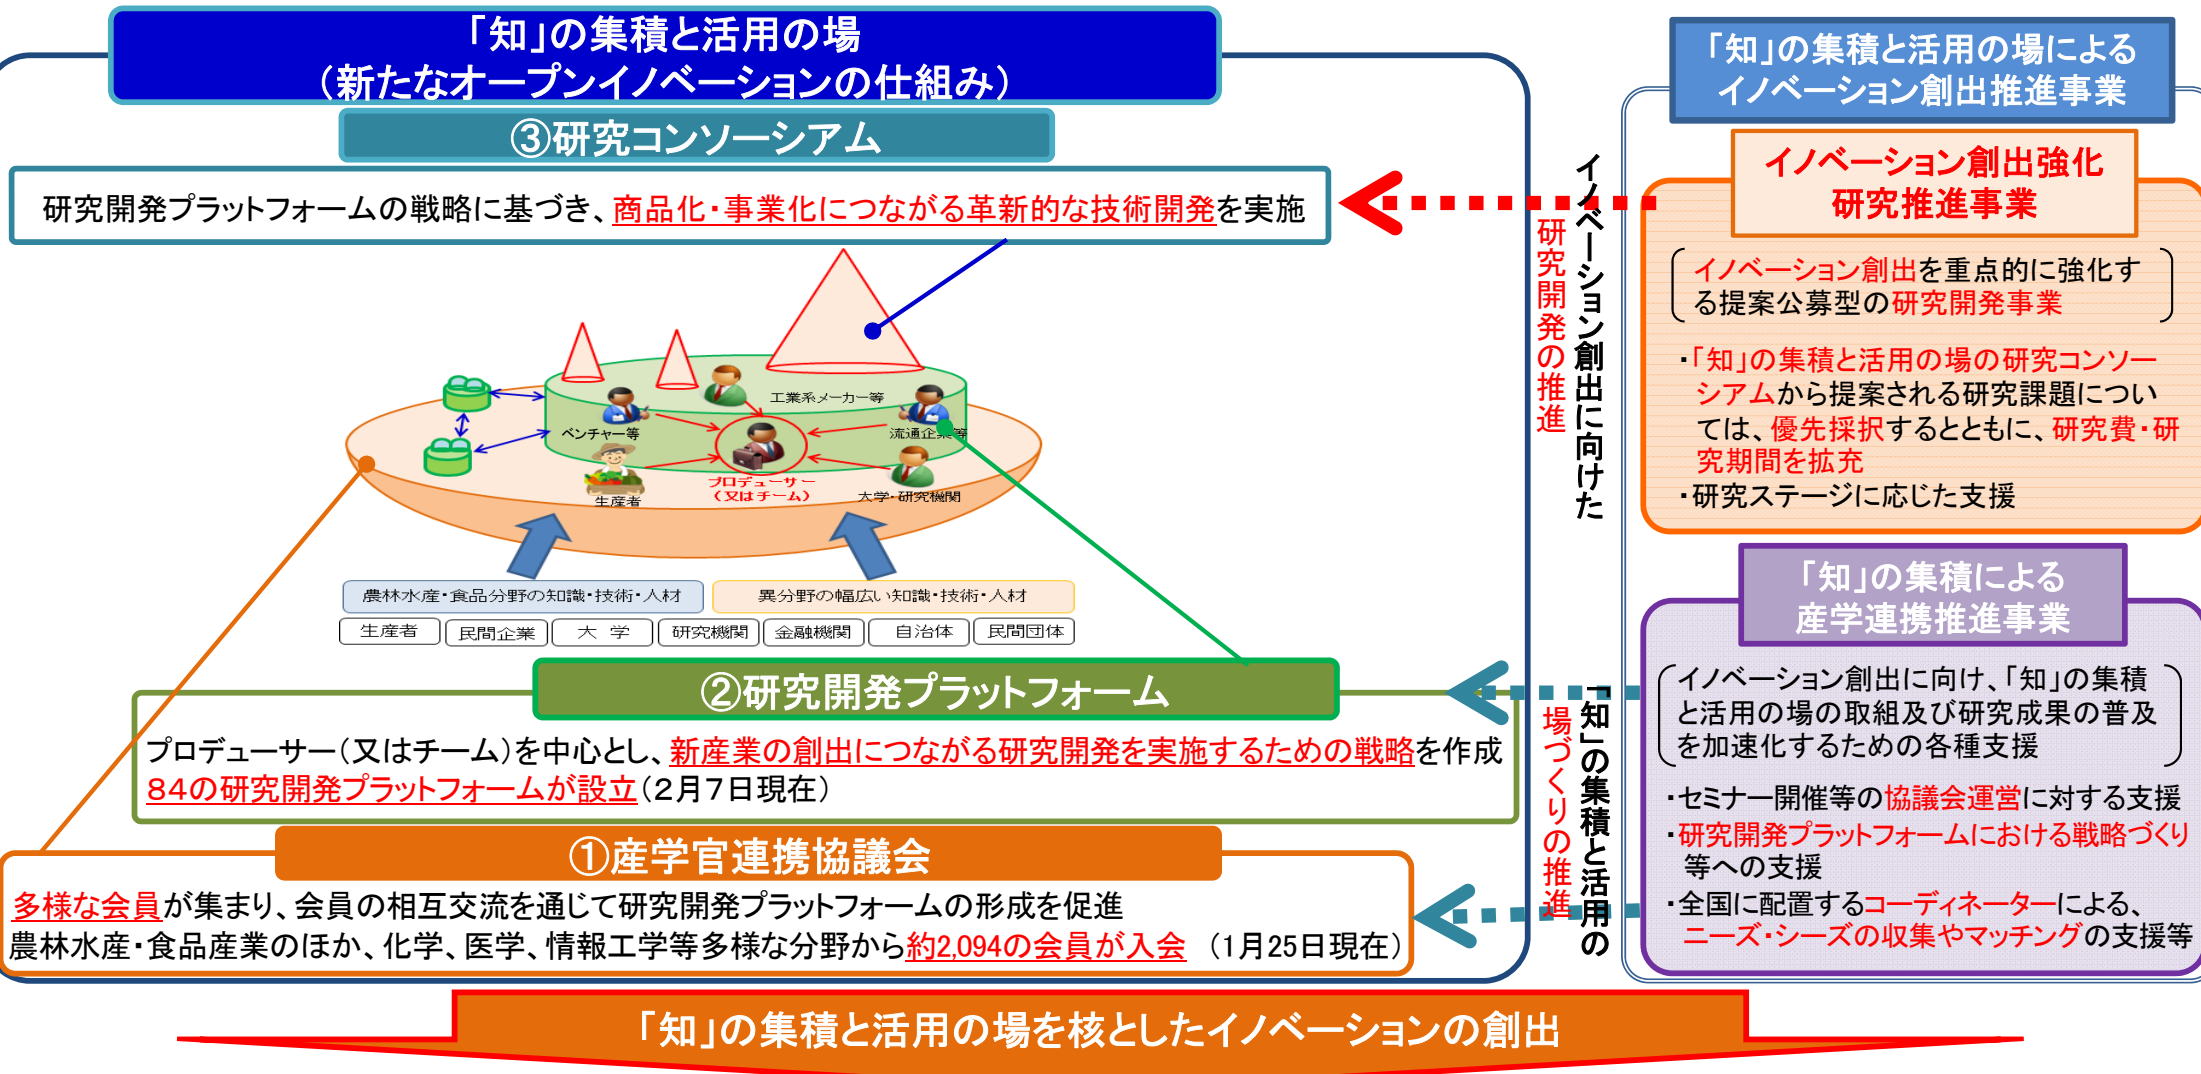 「知」の集積と活用の場
（新たなオープンイノベーションの仕組み）
③研究コンソーシアム
研究開発プラットフォームの戦略に基づき、商品化・事業化につながる革新的な技術開発を実施
工業系メーカー等
ベンチャー等
流通企業等
プロデューサー
（又はチーム）
生産者
大学・研究機関
農林水産・食品分野の知識・技術・人材
異分野の幅広い知識・技術・人材
生産者
民間企業
大 学
研究機関
金融機関
自治体
民間団体
②研究開発プラットフォーム
プロデューサー（又はチーム）を中心とし、新産業の創出につながる研究開発を実施するための戦略を作成
84の研究開発プラットフォームが設立（2月7日現在）
①産学官連携協議会
多様な会員が集まり、会員の相互交流を通じて研究開発プラットフォームの形成を促進
農林水産・食品産業のほか、化学、医学、情報工学等多様な分野から約2,094の会員が入会 （1月25日現在）
イノベーション創出に向けた
研究開発の推進
「知」の集積と活用の
場づくりの推進
「知」の集積と活用の場による
イノベーション創出推進事業
イノベーション創出強化
研究推進事業
イノベーション創出を重点的に強化す
る提案公募型の研究開発事業
・「知」の集積と活用の場の研究コンソー
シアムから提案される研究課題につい
ては、優先採択するとともに、研究費・研
究期間を拡充
・研究ステージに応じた支援
「知」の集積による
産学連携推進事業
イノベーション創出に向け、「知」の集積
と活用の場の取組及び研究成果の普及
を加速化するための各種支援
・セミナー開催等の協議会運営に対する支援
・研究開発プラットフォームにおける戦略づくり
等への支援
・全国に配置するコーディネーターによる、
ニーズ・シーズの収集やマッチングの支援等
「知」の集積と活用の場を核としたイノベーションの創出